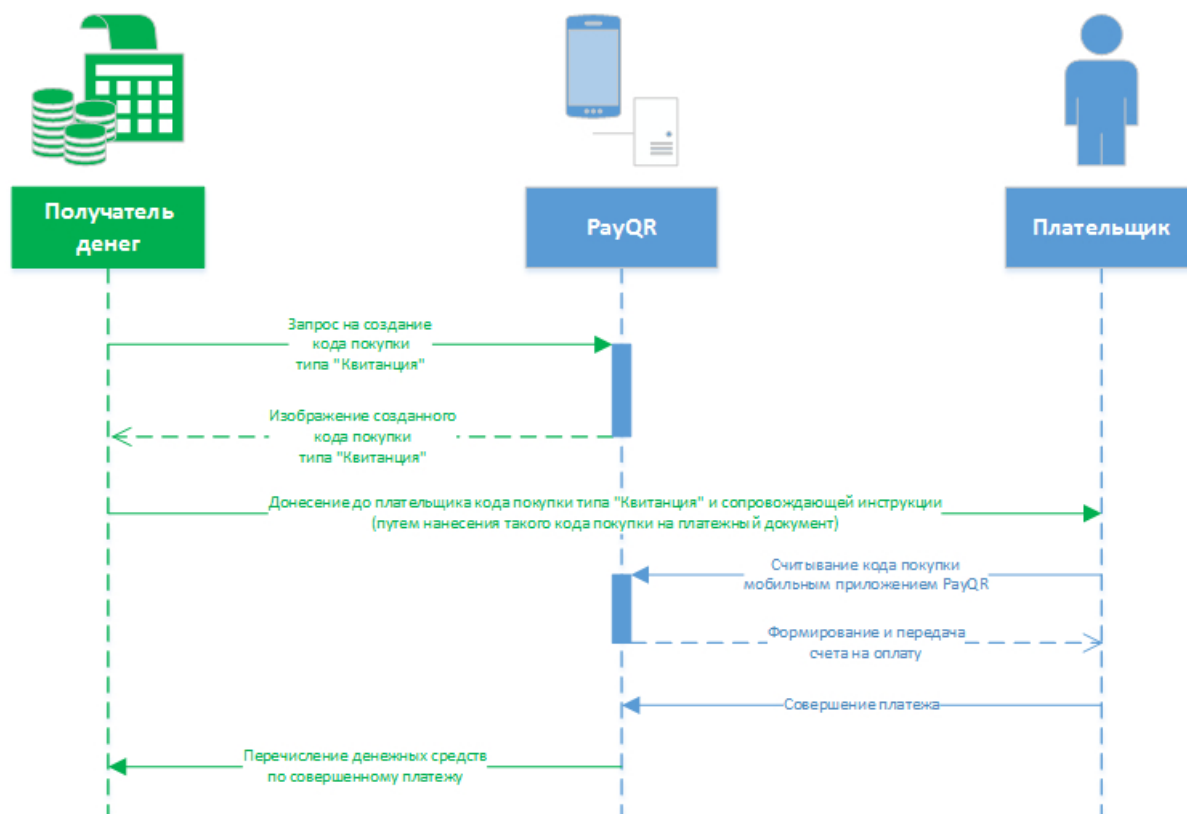 Получатель
денег
PayQR
Плательщик
Запрос на создание
кода покупки
типа "Квитанция"
Изображение созданного
кода покупки
типа "Квитанция"
Донесение до плательщика кода покупки типа "Квитанция" и сопровождающей инструкции
(путем нанесения такого кода покупки на платежный документ)
Считывание кода покупки
мобильным приложением PayQR
Формирование и передача
счета на оплату
Совершение платежа
Перечисление денежных средств
по совершенному платежу